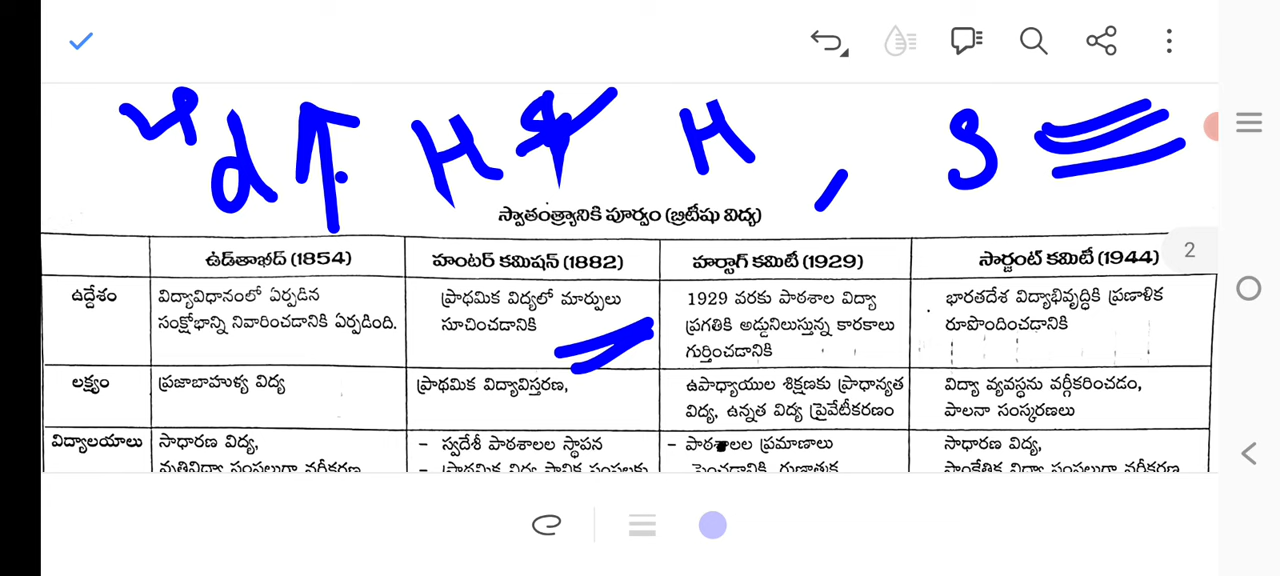 d H H , S
స్వాతంత్ర్యానికి పూర్వం (బ్రిటీషు విద్య)
ఉడ్‌తాఖీద్ (1854) హంటర్ కమిషన్ (1882) హర్టాగ్ కమిటీ (1929) సార్జంట్ కమిటీ (1944) 2
ఉద్దేశం విద్యావిధానంలో ఏర్పడిన ప్రాథమిక విద్యలో మార్పులు 1929 వరకు పాఠశాల విద్యా భారతదేశ విద్యాభివృద్ధికి ప్రణాళిక
సంక్షోభాన్ని నివారించడానికి ఏర్పడింది. సూచించడానికి ప్రగతికి అడ్డునిలుస్తున్న కారకాలు రూపొందించడానికి
గుర్తించడానికి
లక్ష్యం ప్రజాబాహుళ్య విద్య ప్రాథమిక విద్యావిస్తరణ, ఉపాధ్యాయుల శిక్షణకు ప్రాధాన్యత విద్యా వ్యవస్థను వర్గీకరించడం,
విద్య, ఉన్నత విద్య ప్రైవేటీకరణం పాలనా సంస్కరణలు
విద్యాలయాలు సాధారణ విద్య, – స్వదేశీ పాఠశాలల స్థాపన – పాఠశాలల ప్రమాణాలు సాధారణ విద్య,